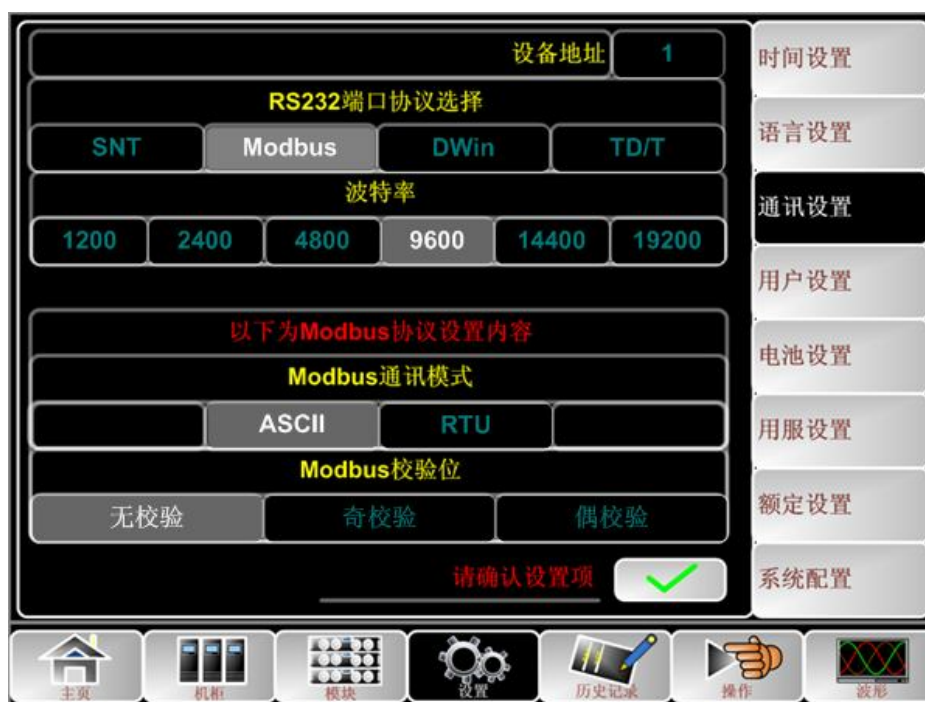 设备地址 1
RS232端口协议选择
SNT Modbus DWin TD/T
波特率
1200 2400 4800 9600 14400 19200
以下为Modbus协议设置内容
Modbus通讯模式
ASCII RTU
Modbus校验位
无校验 奇校验 偶校验
请确认设置项
时间设置
语言设置
通讯设置
用户设置
电池设置
用服设置
额定设置
系统配置
主页 机柜 模块 设置 历史记录 操作 波形